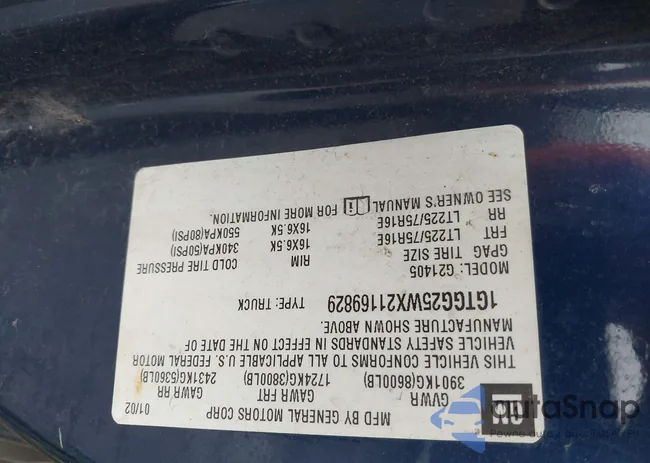 MFD BY GENERAL MOTORS CORP 01/02
GVWR GAWR FRT GAWR RR
3901KG(8600LB) 1724KG(3800LB) 2431KG(5360LB)
THIS VEHICLE CONFORMS TO ALL APPLICABLE U.S. FEDERAL MOTOR
VEHICLE SAFETY STANDARDS IN EFFECT ON THE DATE OF
MANUFACTURE SHOWN ABOVE.
1GTGG25WX21169829 TYPE: TRUCK
MODEL: G21405
GPAG TIRE SIZE RIM COLD TIRE PRESSURE
FRT LT225/75R16E 16X6.5K 340KPA(50PSI)
RR LT225/75R16E 16X6.5K 550KPA(80PSI)
SEE OWNER'S MANUAL FOR MORE INFORMATION.
autoSnap